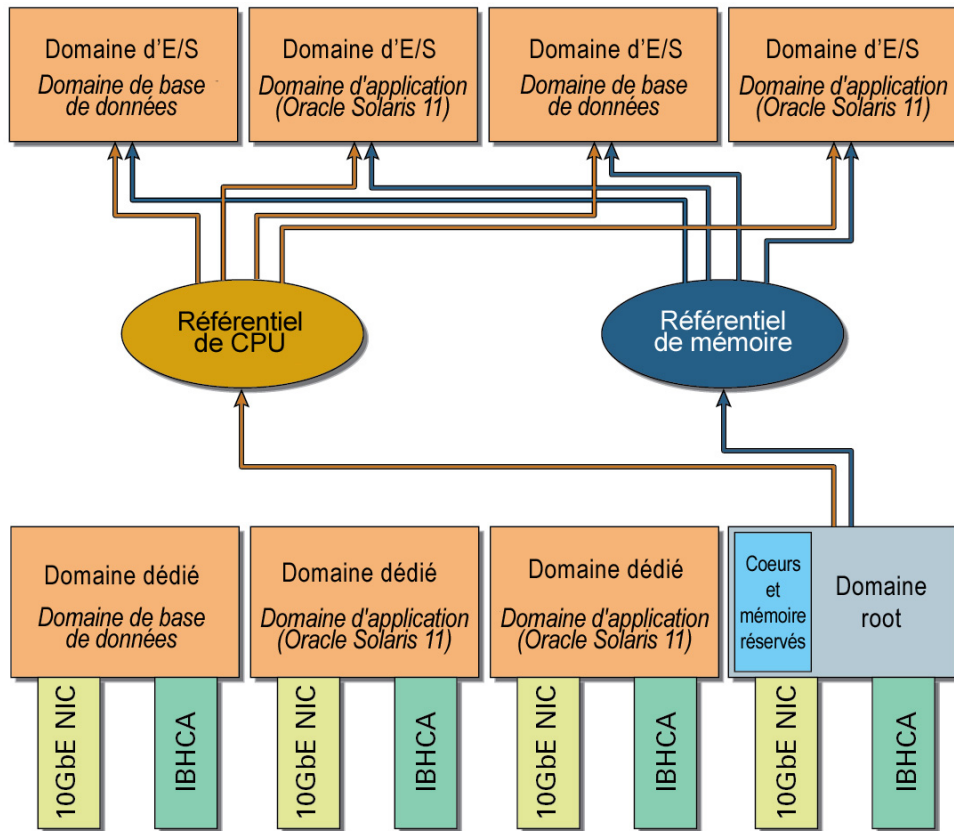 Domaine d'E/S
Domaine de base
de données
Domaine d'E/S
Domaine d'application
(Oracle Solaris 11)
Domaine d'E/S
Domaine de base
de données
Domaine d'E/S
Domaine d'application
(Oracle Solaris 11)
Référentiel
de CPU
Référentiel
de mémoire
Domaine dédié
Domaine de base
de données
Domaine dédié
Domaine d'application
(Oracle Solaris 11)
Domaine dédié
Domaine d'application
(Oracle Solaris 11)
Coeurs
et
mémoire
réservés
Domaine
root
10GbE NIC
IBHCA
10GbE NIC
IBHCA
10GbE NIC
IBHCA
10GbE NIC
IBHCA